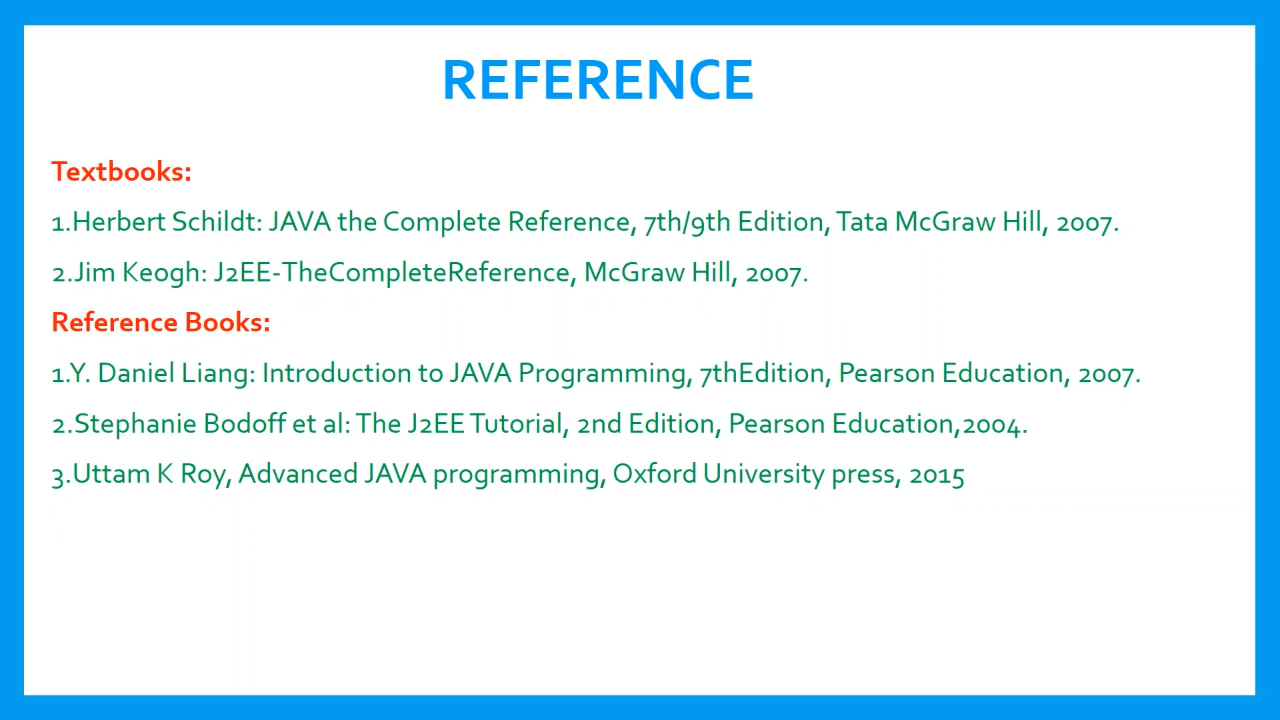 REFERENCE
Textbooks:
1.Herbert Schildt: JAVA the Complete Reference, 7th/9th Edition, Tata McGraw Hill, 2007.
2.Jim Keogh: J2EE-TheCompleteReference, McGraw Hill, 2007.
Reference Books:
1.Y. Daniel Liang: Introduction to JAVA Programming, 7thEdition, Pearson Education, 2007.
2.Stephanie Bodoff et al: The J2EE Tutorial, 2nd Edition, Pearson Education,2004.
3.Uttam K Roy, Advanced JAVA programming, Oxford University press, 2015